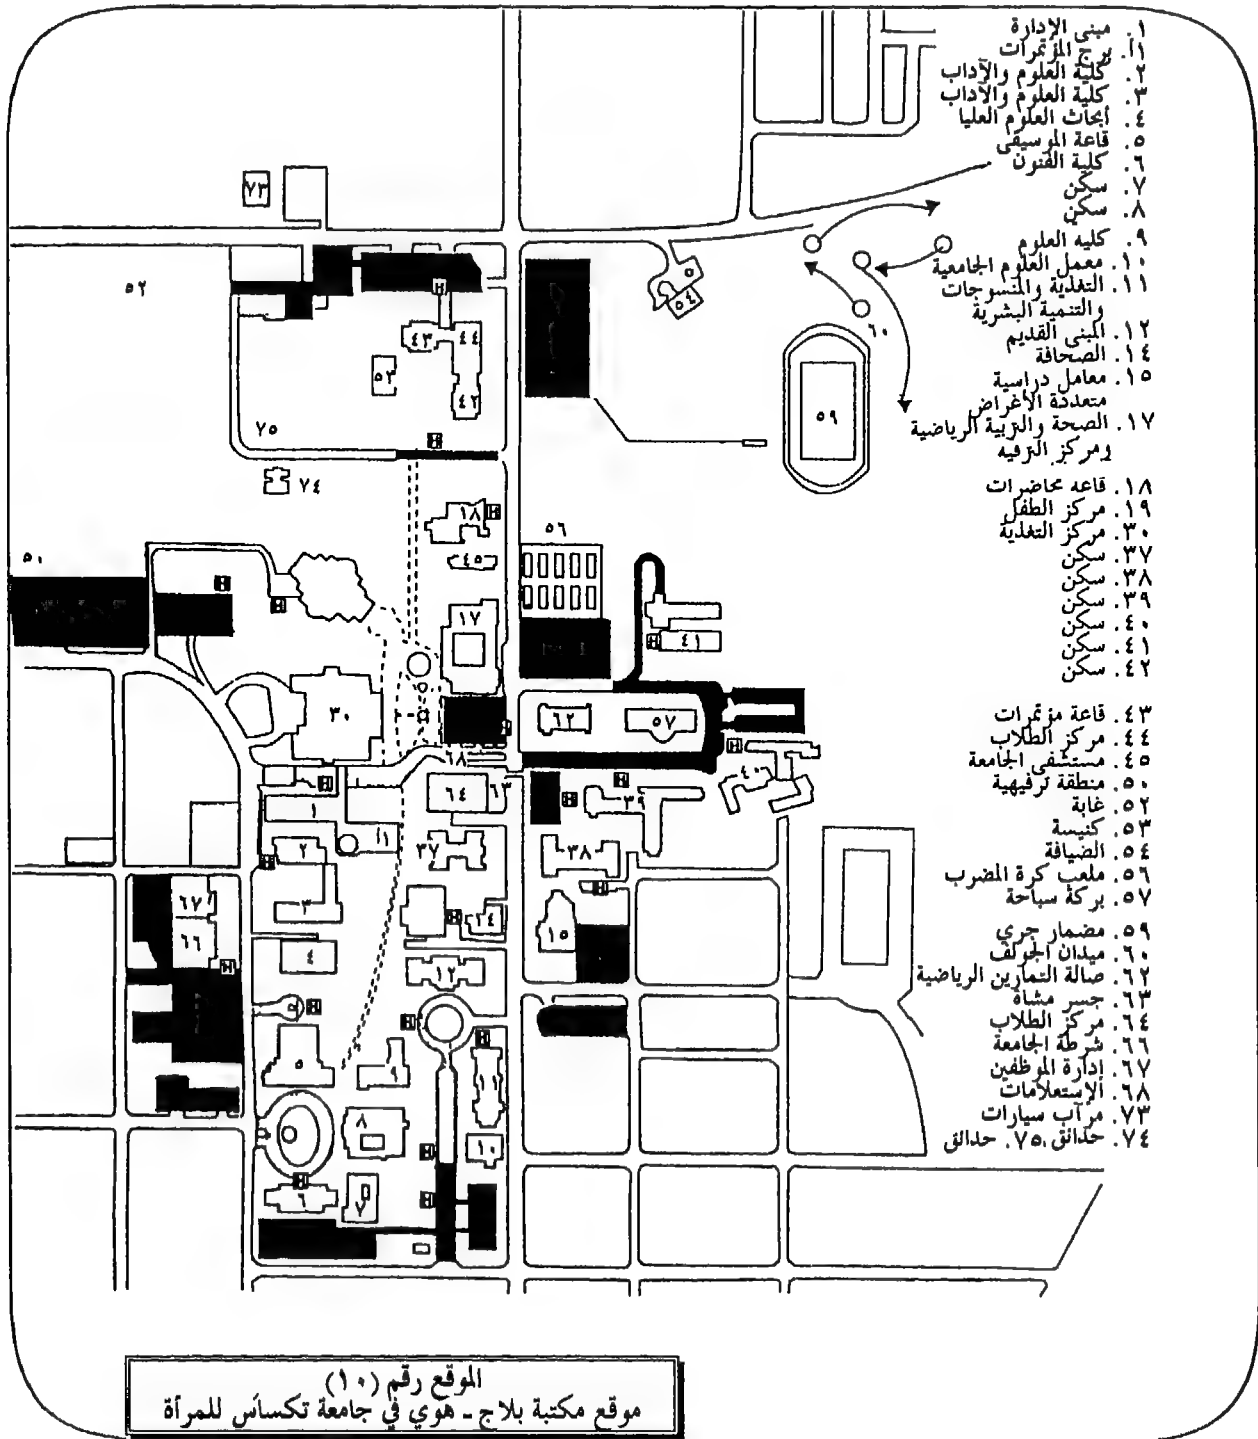 ١. مبنى الإدارة
١أ. برج المؤتمرات
٢. كلية العلوم والآداب
٣. كلية العلوم والآداب
٤. أبحاث العلوم العليا
٥. قاعة الموسيقى
٦. كلية الفنون
٧. سكن
٨. سكن
٩. كليه العلوم
١٠. معمل العلوم الجامعية
١١. التغذية والمنسوجات
والتنمية البشرية
١٢. المبنى القديم
١٤. الصحافة
١٥. معامل دراسية
متعددة الأغراض
١٧. الصحة والتربية الرياضية
ومركز الترفيه
١٨. قاعه محاضرات
١٩. مركز الطفل
٣٠. مركز التغذية
٣٧. سكن
٣٨. سكن
٣٩. سكن
٤٠. سكن
٤١. سكن
٤٢. سكن
٤٣. قاعة مؤتمرات
٤٤. مركز الطلاب
٤٥. مستشفى الجامعة
٥٠. منطقة ترفيهية
٥٢. غابة
٥٣. كنيسة
٥٤. الضيافة
٥٦. ملعب كرة المضرب
٥٧. بركة سباحة
٥٩. مضمار جري
٦٠. ميدان الجولف
٦٢. صالة التمارين الرياضية
٦٣. جسر مشاة
٦٤. مركز الطلاب
٦٦. شرطة الجامعة
٦٧. إدارة الموظفين
٦٨. الإستعلامات
٧٣. مرآب سيارات
٧٤. حدائق ،٧٥. حدائق
٧٣
٥٢
٥٤
٦٠
٤٣
٤٤
٥٣
٤٢
٥٩
٧٥
٧٤
١٨
٥٦
٤٥
٥٠
١٧
٤١
٣٠
٦٢
٥٧
٦٨
٦٤
٦٣
٤٠
٣٩
١
١أ
٢
٣٧
٣٨
٦٧
٣
١٥
٦٦
٤
١٢
٥
٩
١١
٨
١٠
٦
٧
الموقع رقم (١٠)
موقع مكتبة بلاج - هوي في جامعة تكساس للمرأة